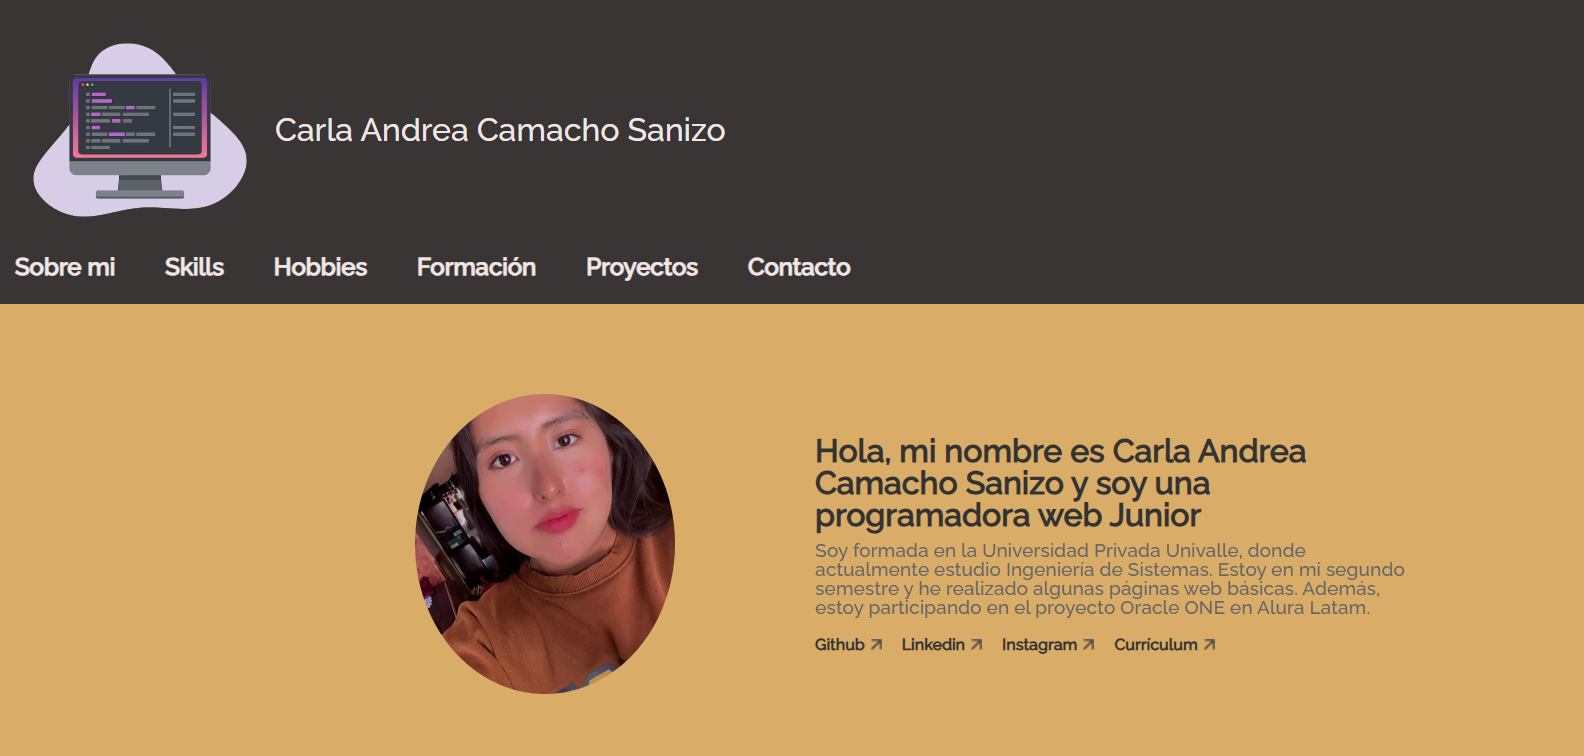 Carla Andrea Camacho Sanizo
Sobre mi Skills Hobbies Formación Proyectos Contacto
Hola, mi nombre es Carla Andrea
Camacho Sanizo y soy una
programadora web Junior
Soy formada en la Universidad Privada Univalle, donde
actualmente estudio Ingeniería de Sistemas. Estoy en mi segundo
semestre y he realizado algunas páginas web básicas. Además,
estoy participando en el proyecto Oracle ONE en Alura Latam.
Github Linkedin Instagram Currículum